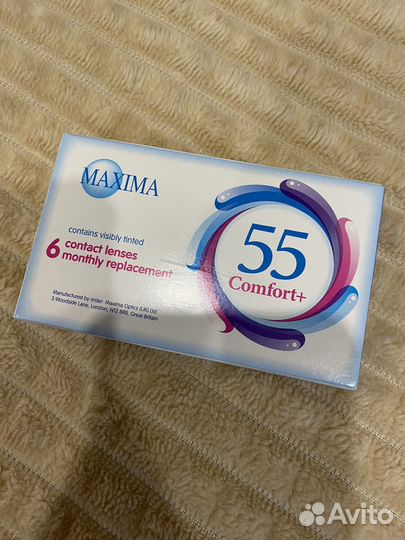 MAXIMA
contains visibly tinted
6 contact lenses
monthly replacement
Manufactured by order: Maxima Optics (UK) Ltd.
3 Woodside Lane, London, N12 8RB, Great Britain
55
Comfort+
Avito